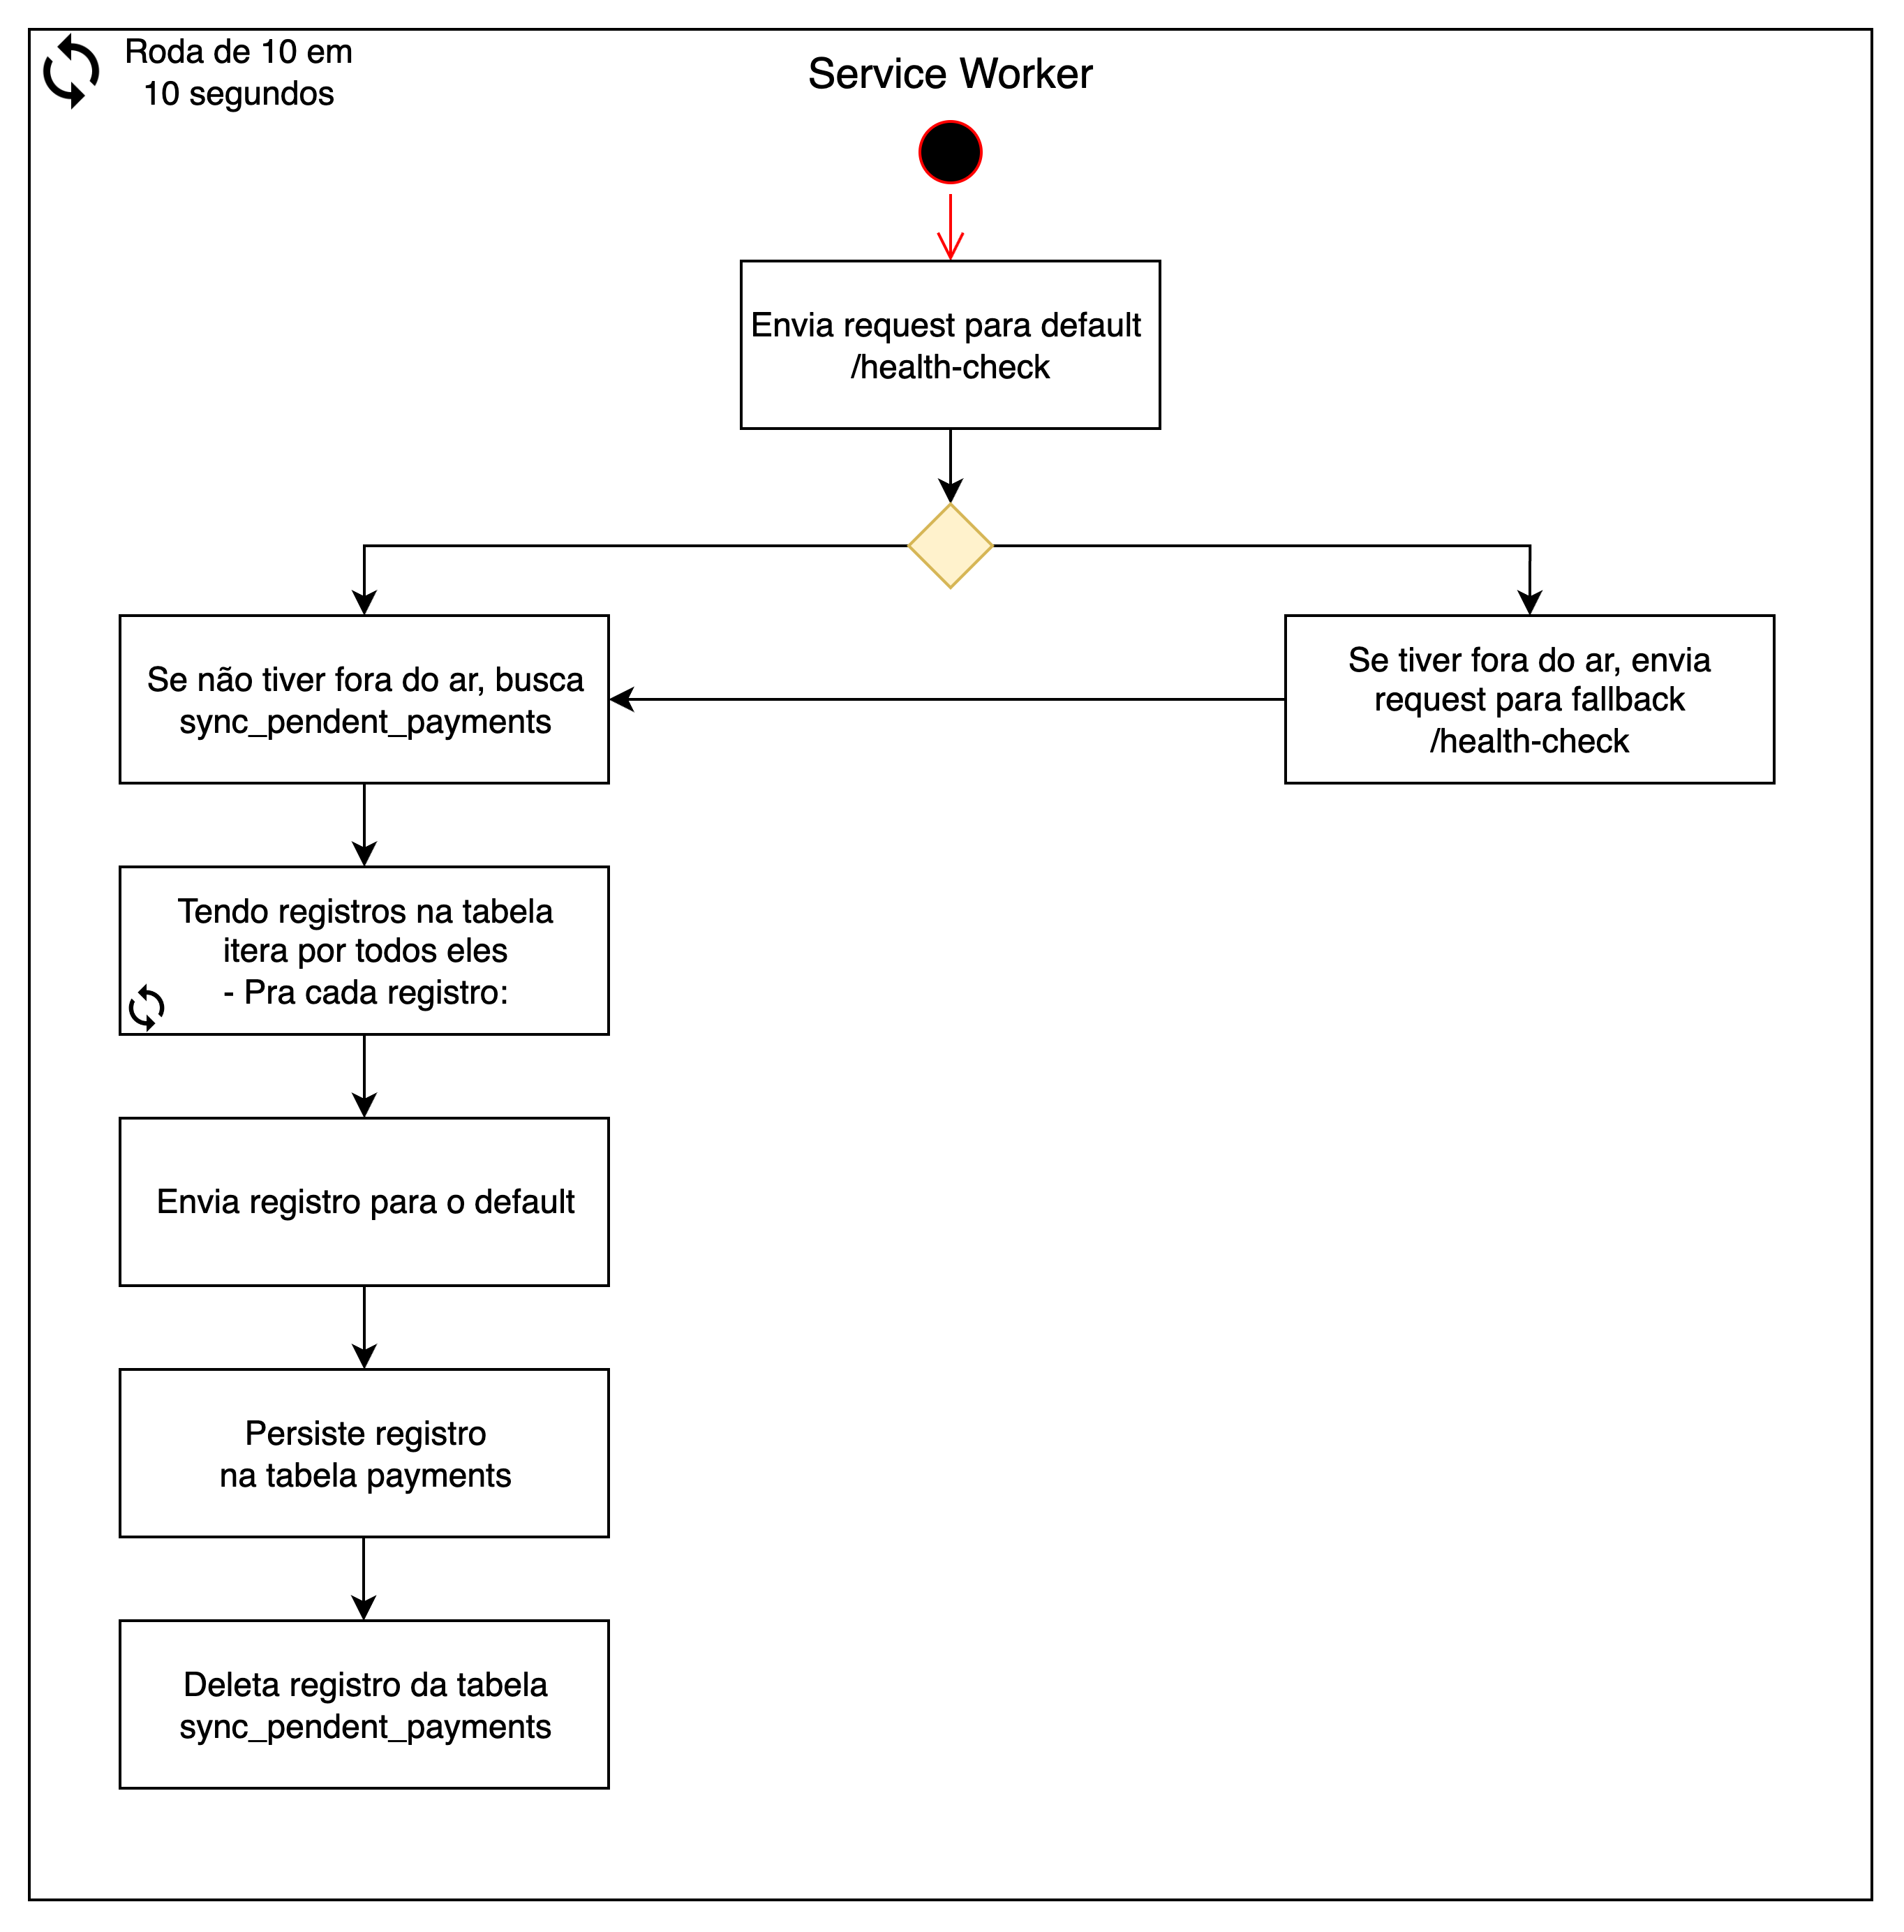 Roda de 10 em
10 segundos
Service Worker
Envia request para default
/health-check
Se não tiver fora do ar, busca
sync_pendent_payments
Se tiver fora do ar, envia
request para fallback
/health-check
Tendo registros na tabela
itera por todos eles
- Pra cada registro:
Envia registro para o default
Persiste registro
na tabela payments
Deleta registro da tabela
sync_pendent_payments